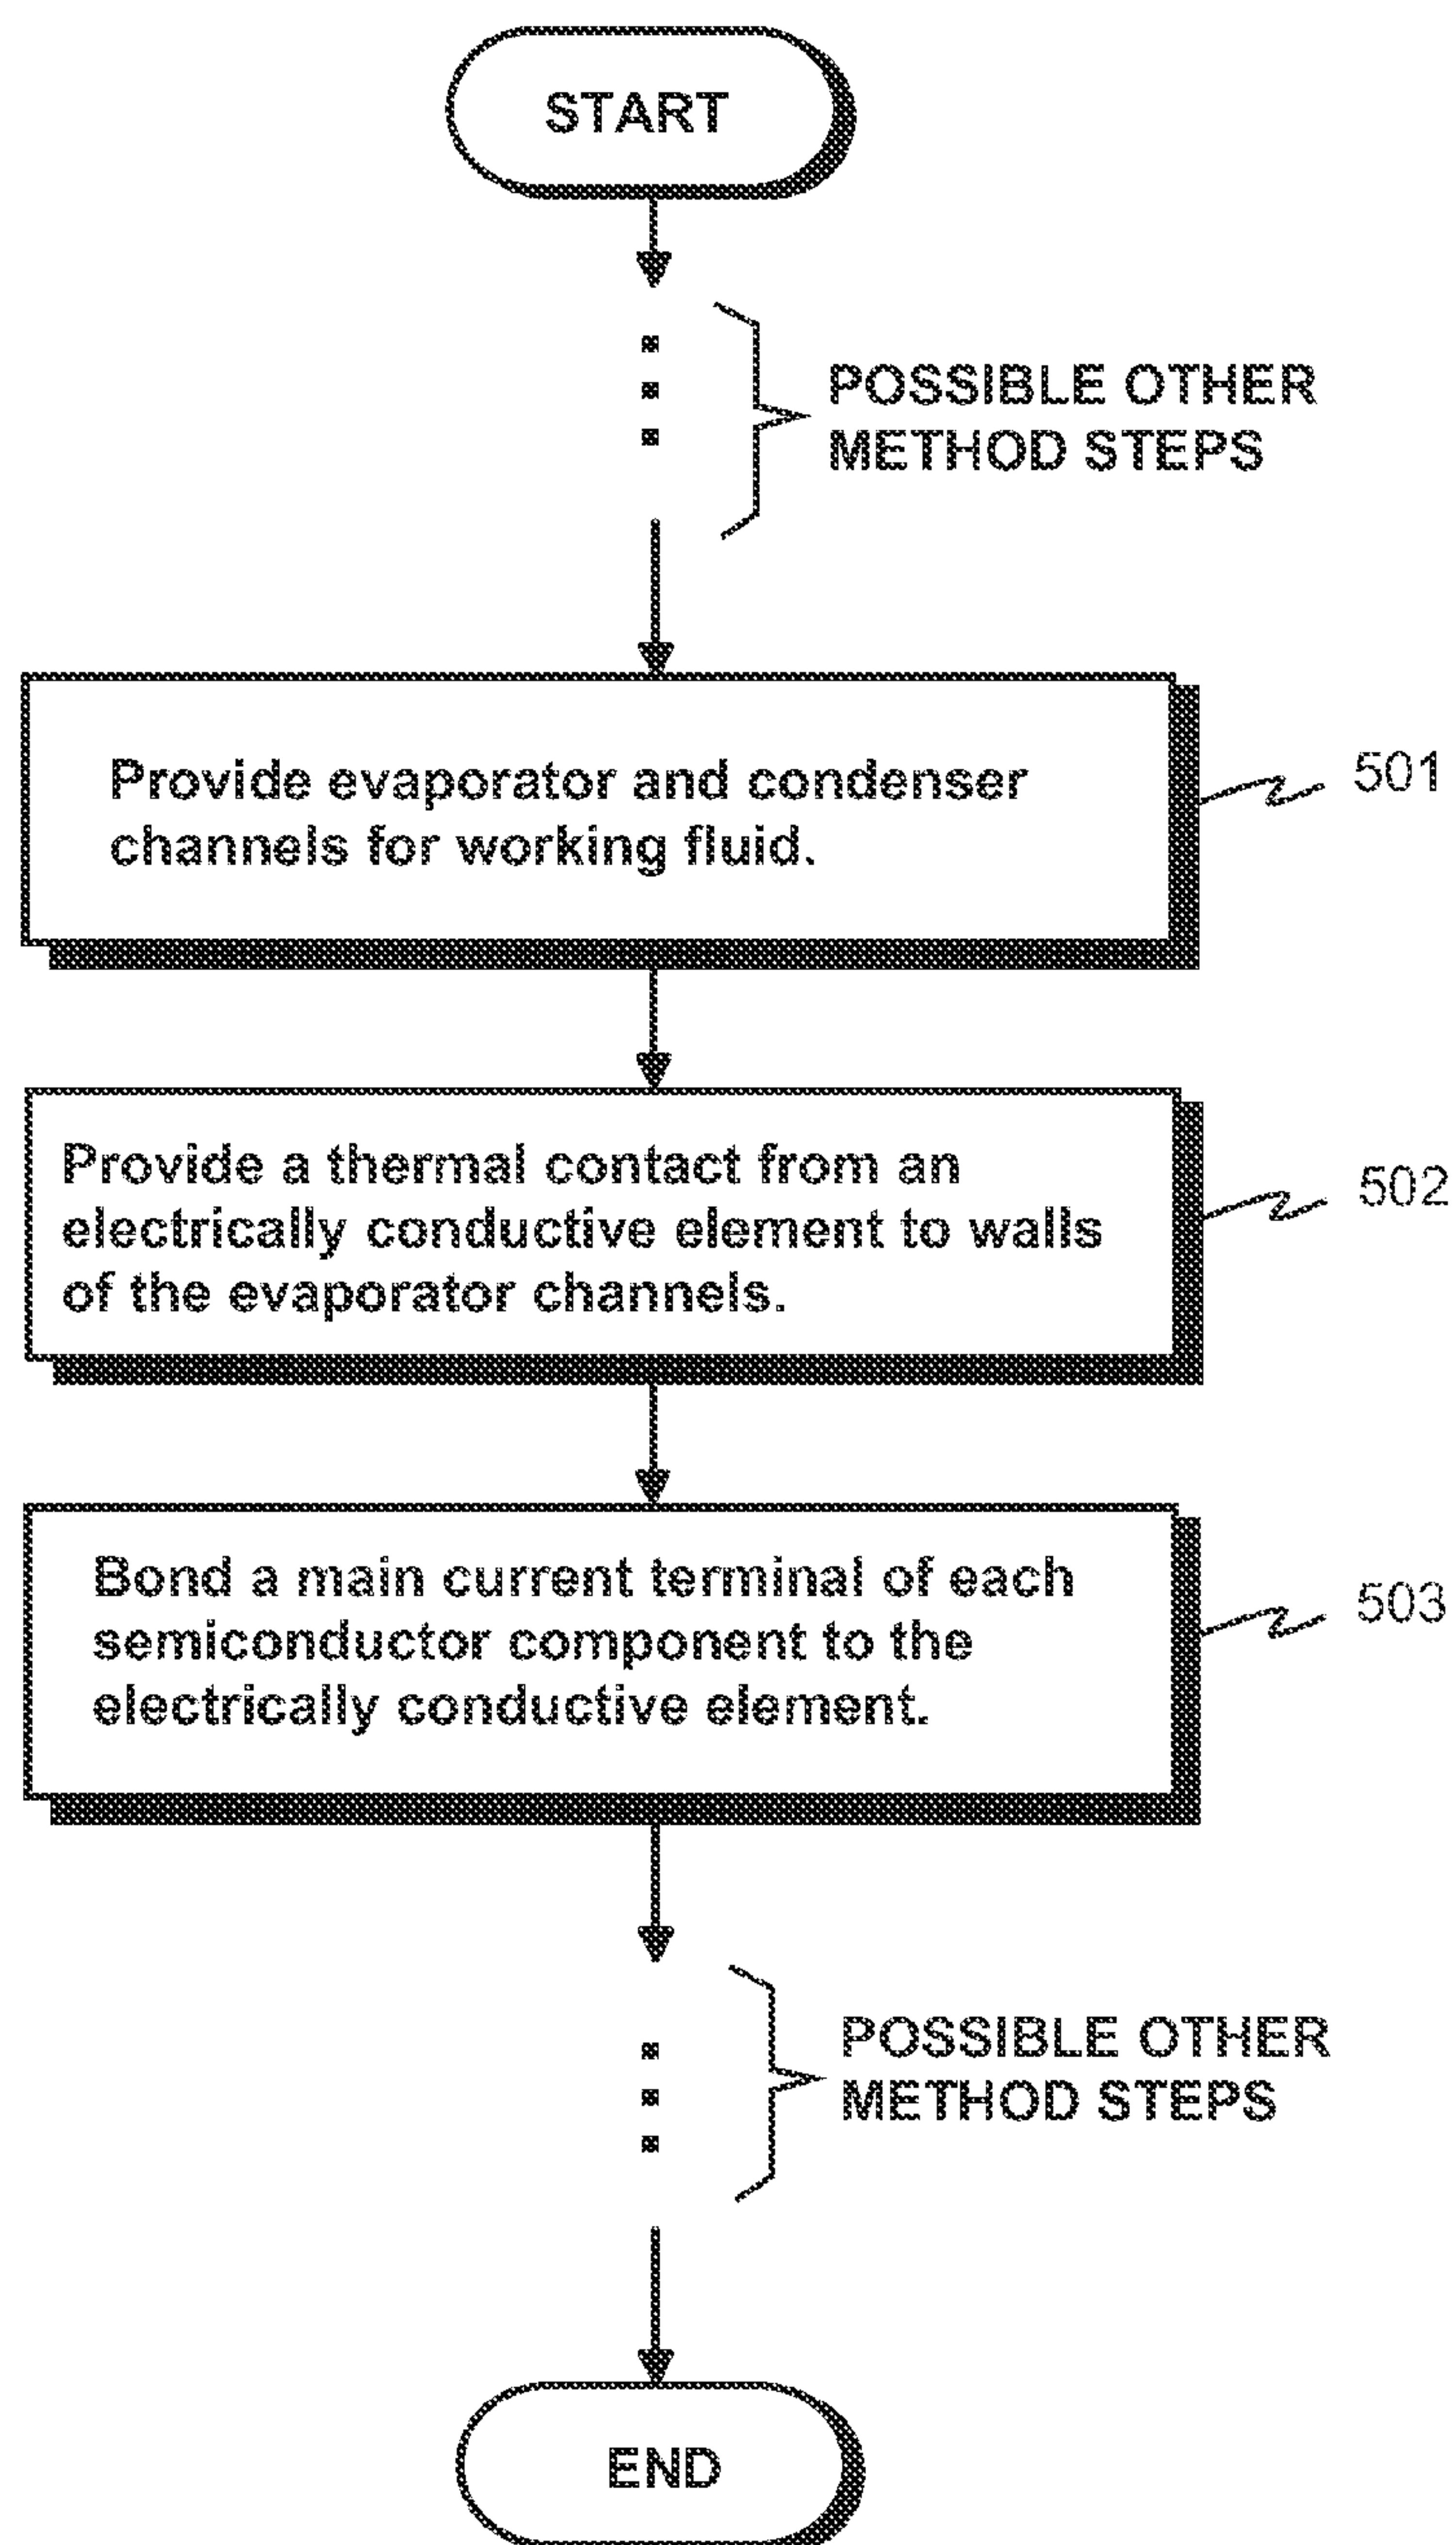 START
POSSIBLE OTHER
METHOD STEPS
Provide evaporator and condenser
channels for working fluid.
501
Provide a thermal contact from an
electrically conductive element to walls
of the evaporator channels.
502
Bond a main current terminal of each
semiconductor component to the
electrically conductive element.
503
POSSIBLE OTHER
METHOD STEPS
END